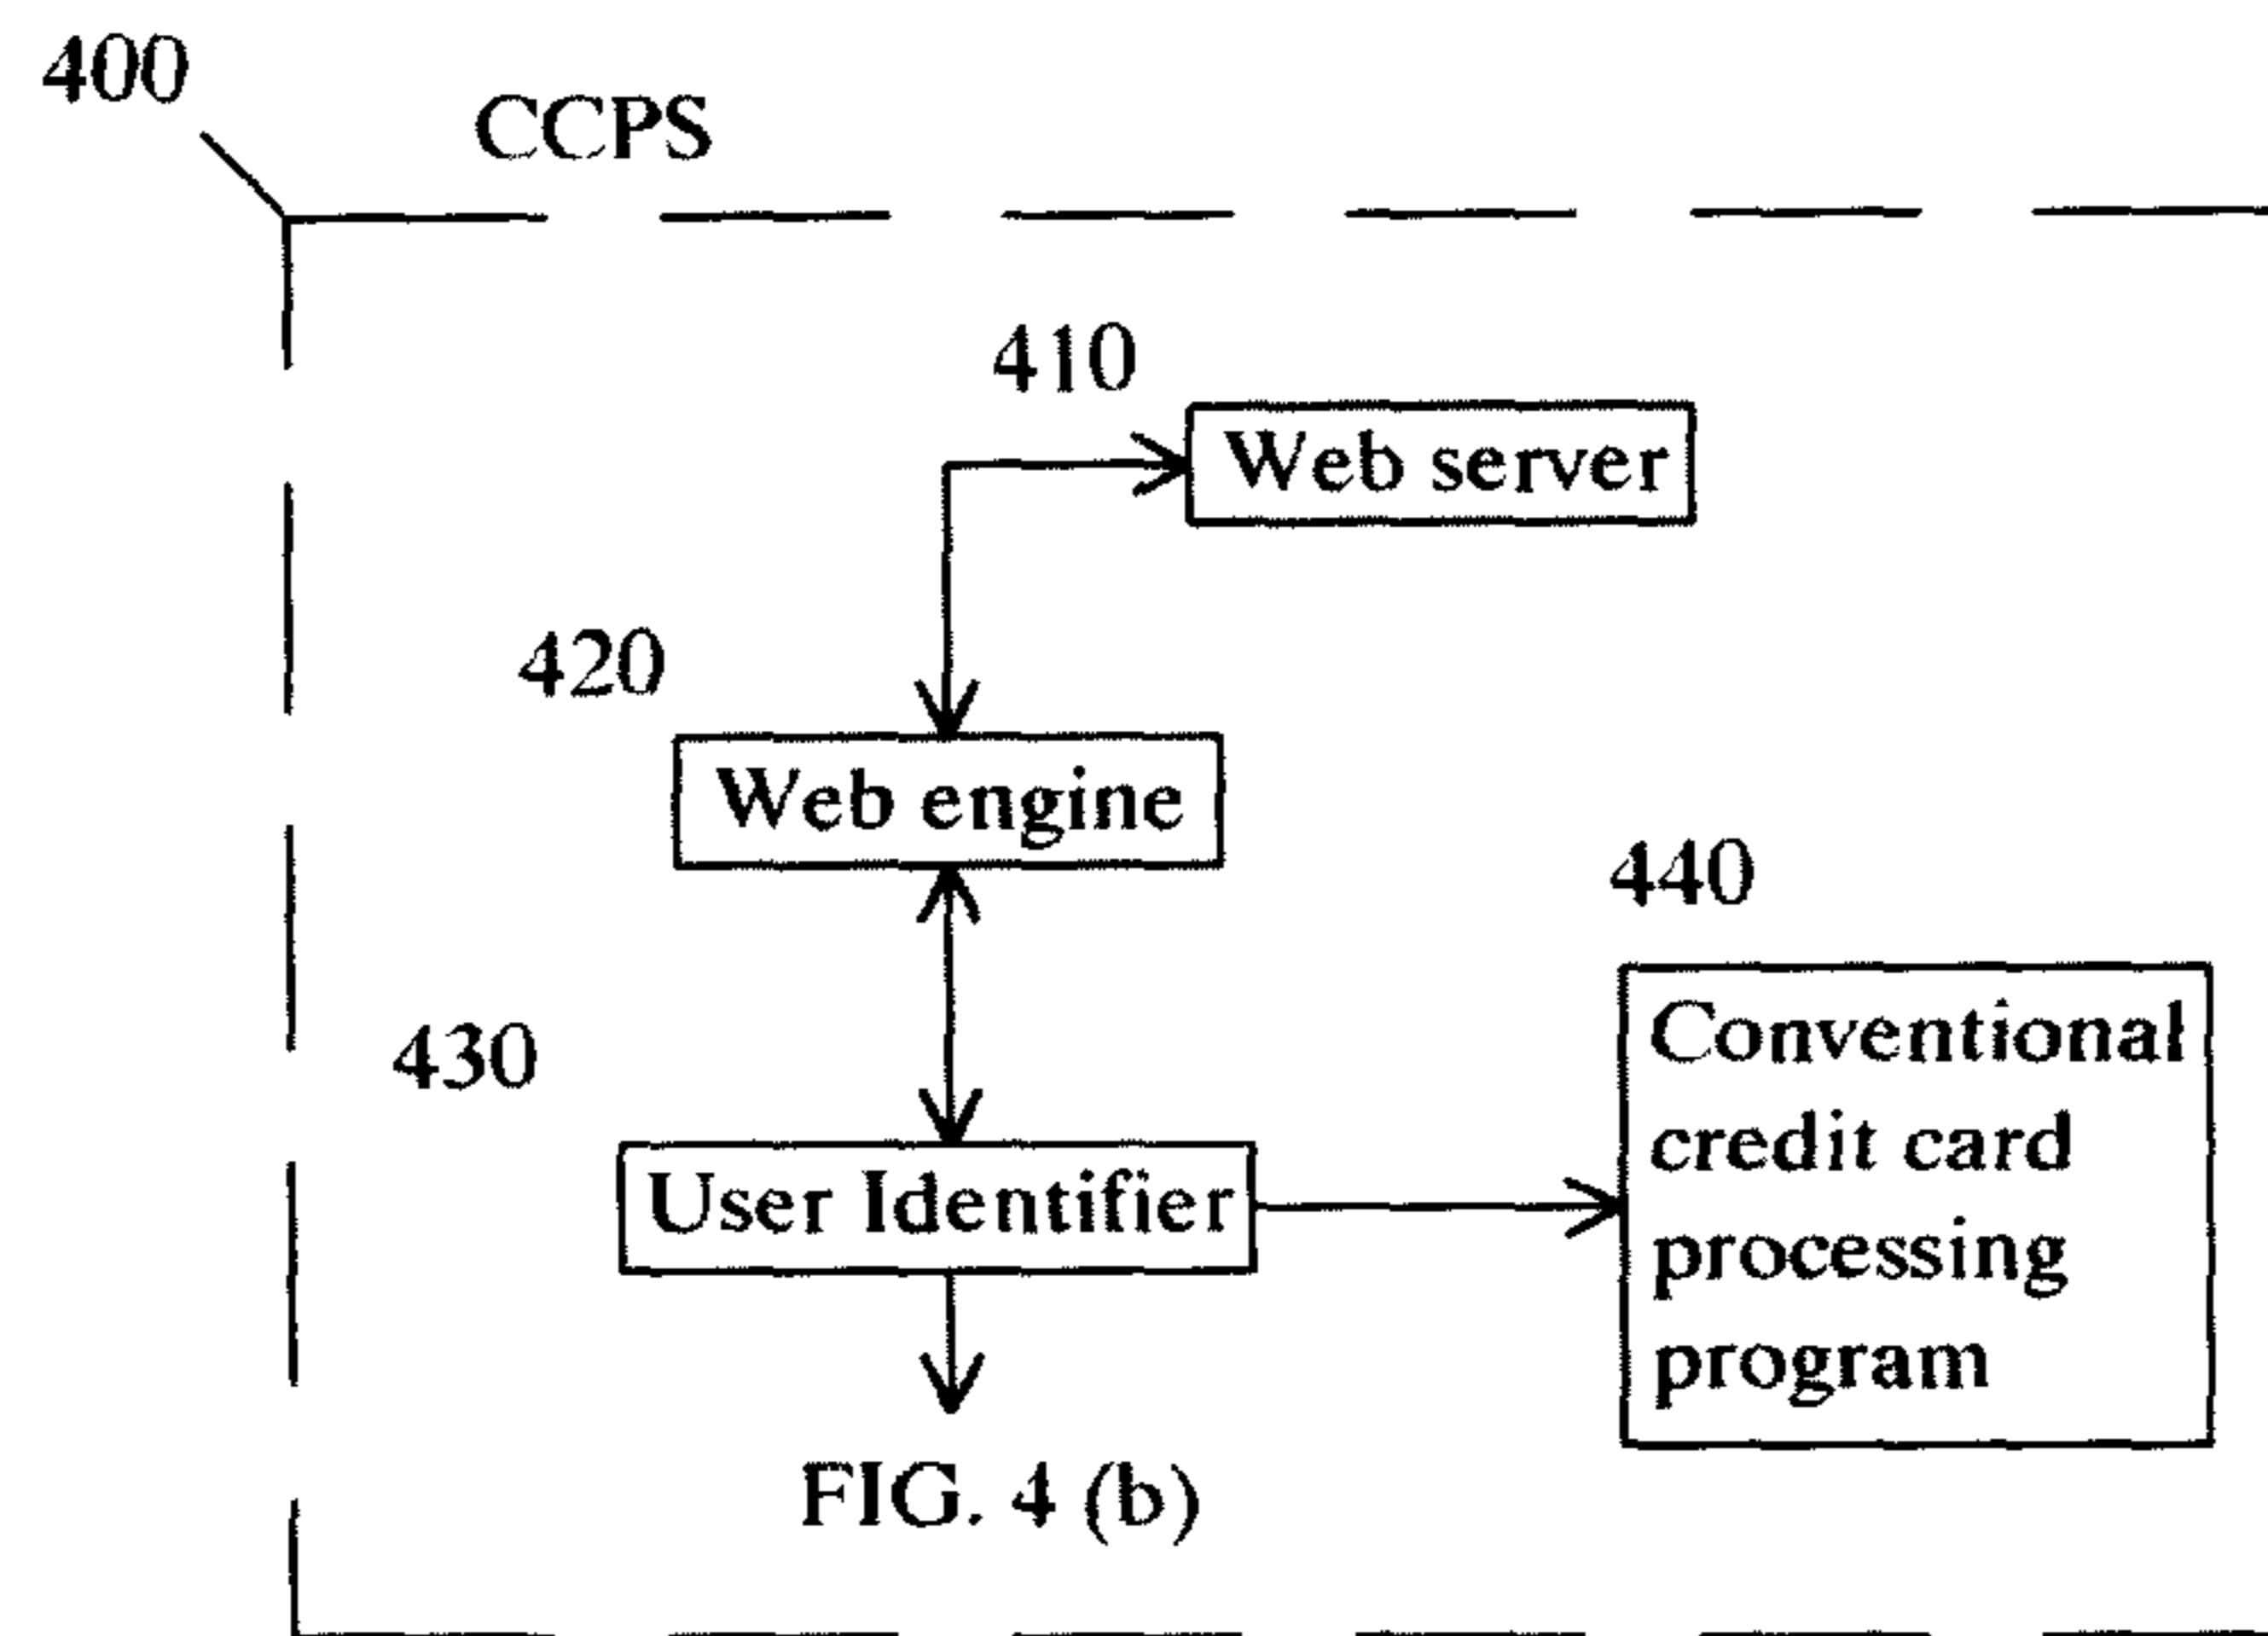 400
CCPS
410
Web server
420
Web engine
440
430
Conventional
credit card
processing
program
User Identifier
FIG. 4 (b)